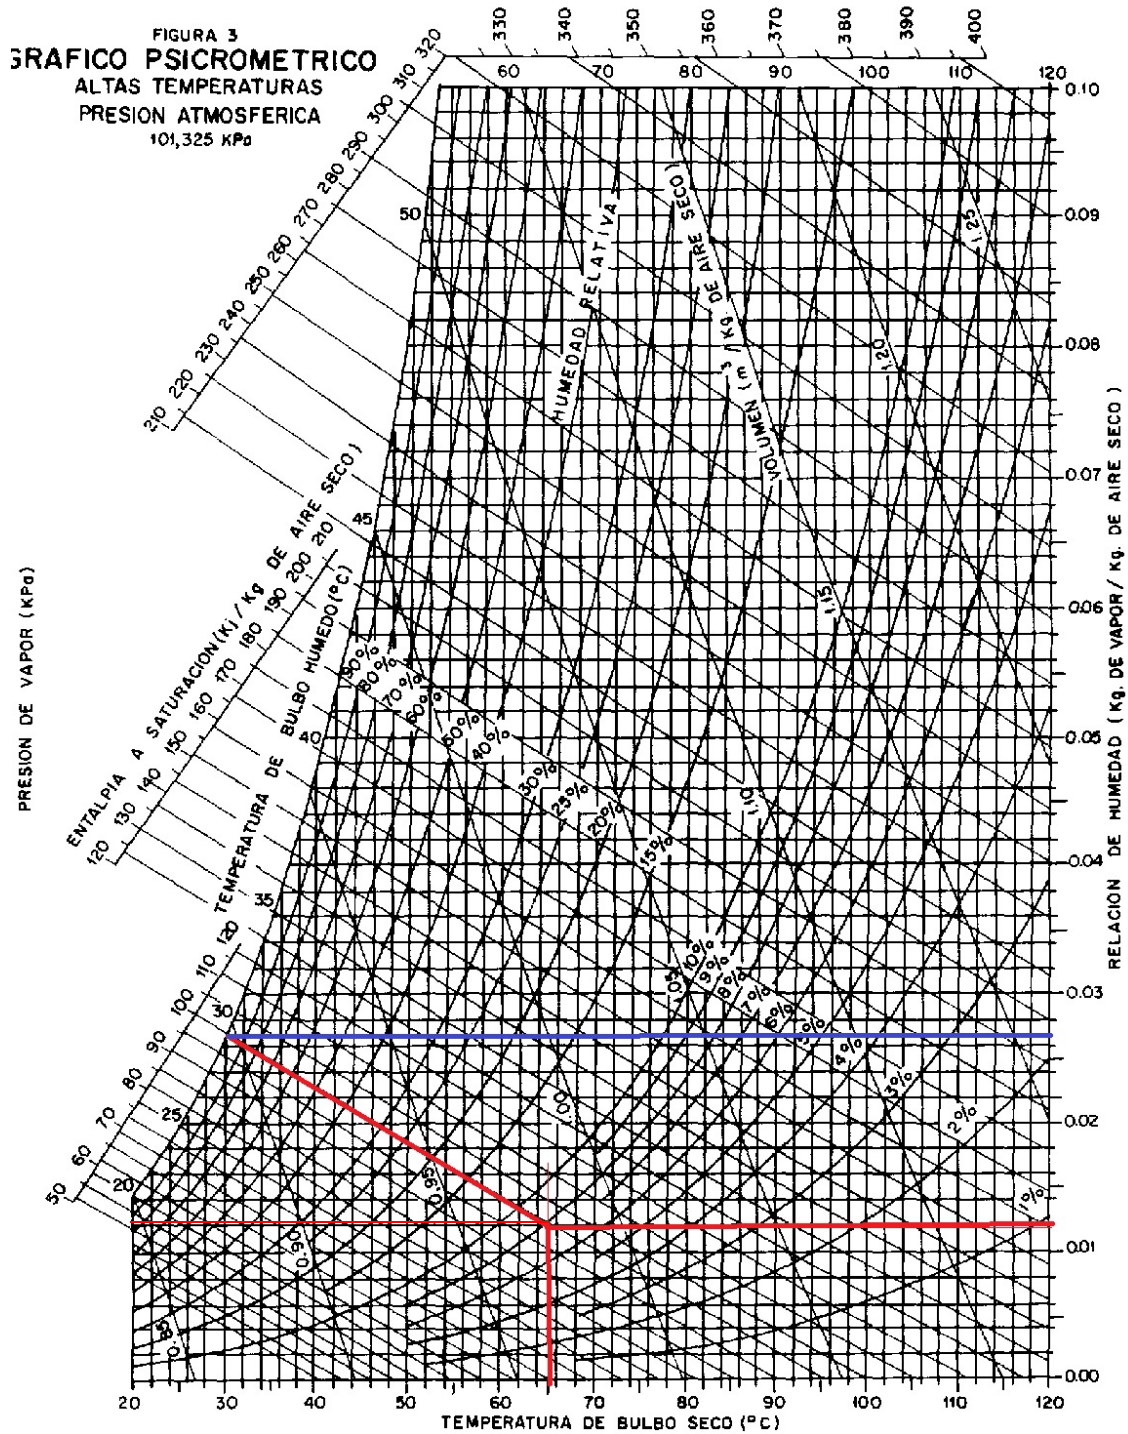 FIGURA 3
GRAFICO PSICROMETRICO
ALTAS TEMPERATURAS
PRESION ATMOSFERICA
101,325 KPa
330 340 350 360 370 380 390 400
60 70 80 90 100 110 120
210 220 230 240 250 260 270 280 290 300 310 320
120 130 140 150 160 170 180 190 200 210
50 60 70 80 90 100 110 120
ENTALPIA A SATURACION (Kj/Kg DE AIRE SECO)
TEMPERATURA DE BULBO HUMEDO (°C)
20 25 30 35 40 45 50
PRESION DE VAPOR (KPa)
HUMEDAD RELATIVA
VOLUMEN (m³/Kg. DE AIRE SECO)
1.25
1.20
1.15
1.10
1.00
0.95
0.90
90%
80%
70%
60%
50%
40%
30%
25%
20%
15%
10%
9%
8%
7%
6%
5%
4%
3%
2%
1%
0.10
0.09
0.08
0.07
0.06
0.05
0.04
0.03
0.02
0.01
0.00
RELACION DE HUMEDAD (Kg. DE VAPOR/Kg. DE AIRE SECO)
20 30 40 50 60 70 80 90 100 110 120
TEMPERATURA DE BULBO SECO (°C)